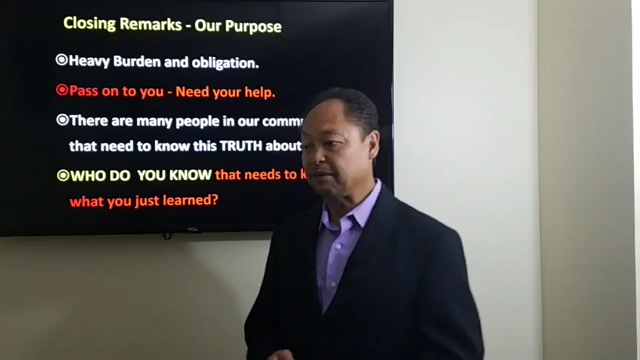 Closing Remarks - Our Purpose
Heavy Burden and obligation.
Pass on to you - Need your help.
There are many people in our
that need to know this TRUTH about
WHO DO YOU KNOW that needs to
what you just learned?
TCL